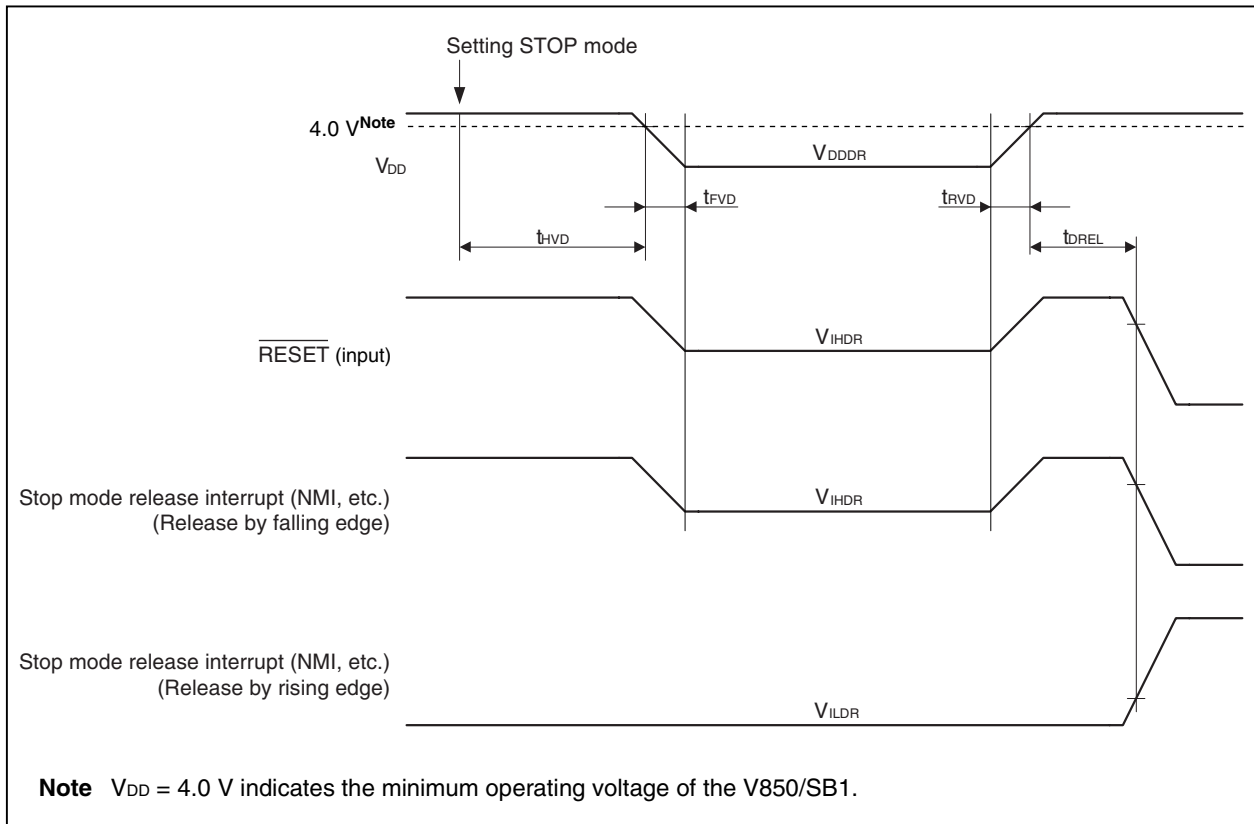 Setting STOP mode
4.0 VNote
VDD
VDDDR
tFVD
tRVD
tHVD
tDREL
RESET (input)
VIHDR
Stop mode release interrupt (NMI, etc.)
(Release by falling edge)
VIHDR
Stop mode release interrupt (NMI, etc.)
(Release by rising edge)
VILDR
Note VDD = 4.0 V indicates the minimum operating voltage of the V850/SB1.